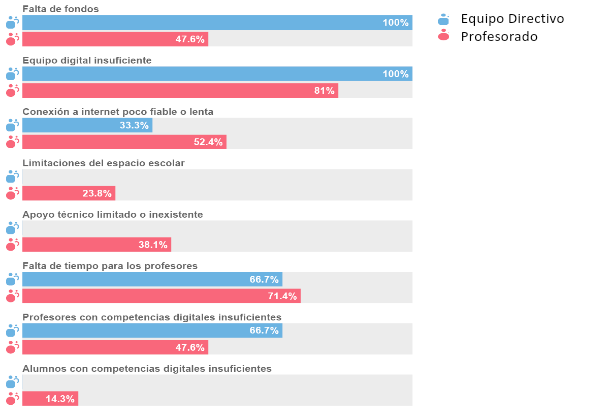 Falta de fondos
100%
47.6%
Equipo digital insuficiente
100%
81%
Conexión a internet poco fiable o lenta
33.3%
52.4%
Limitaciones del espacio escolar
23.8%
Apoyo técnico limitado o inexistente
38.1%
Falta de tiempo para los profesores
66.7%
71.4%
Profesores con competencias digitales insuficientes
66.7%
47.6%
Alumnos con competencias digitales insuficientes
14.3%
Equipo Directivo
Profesorado